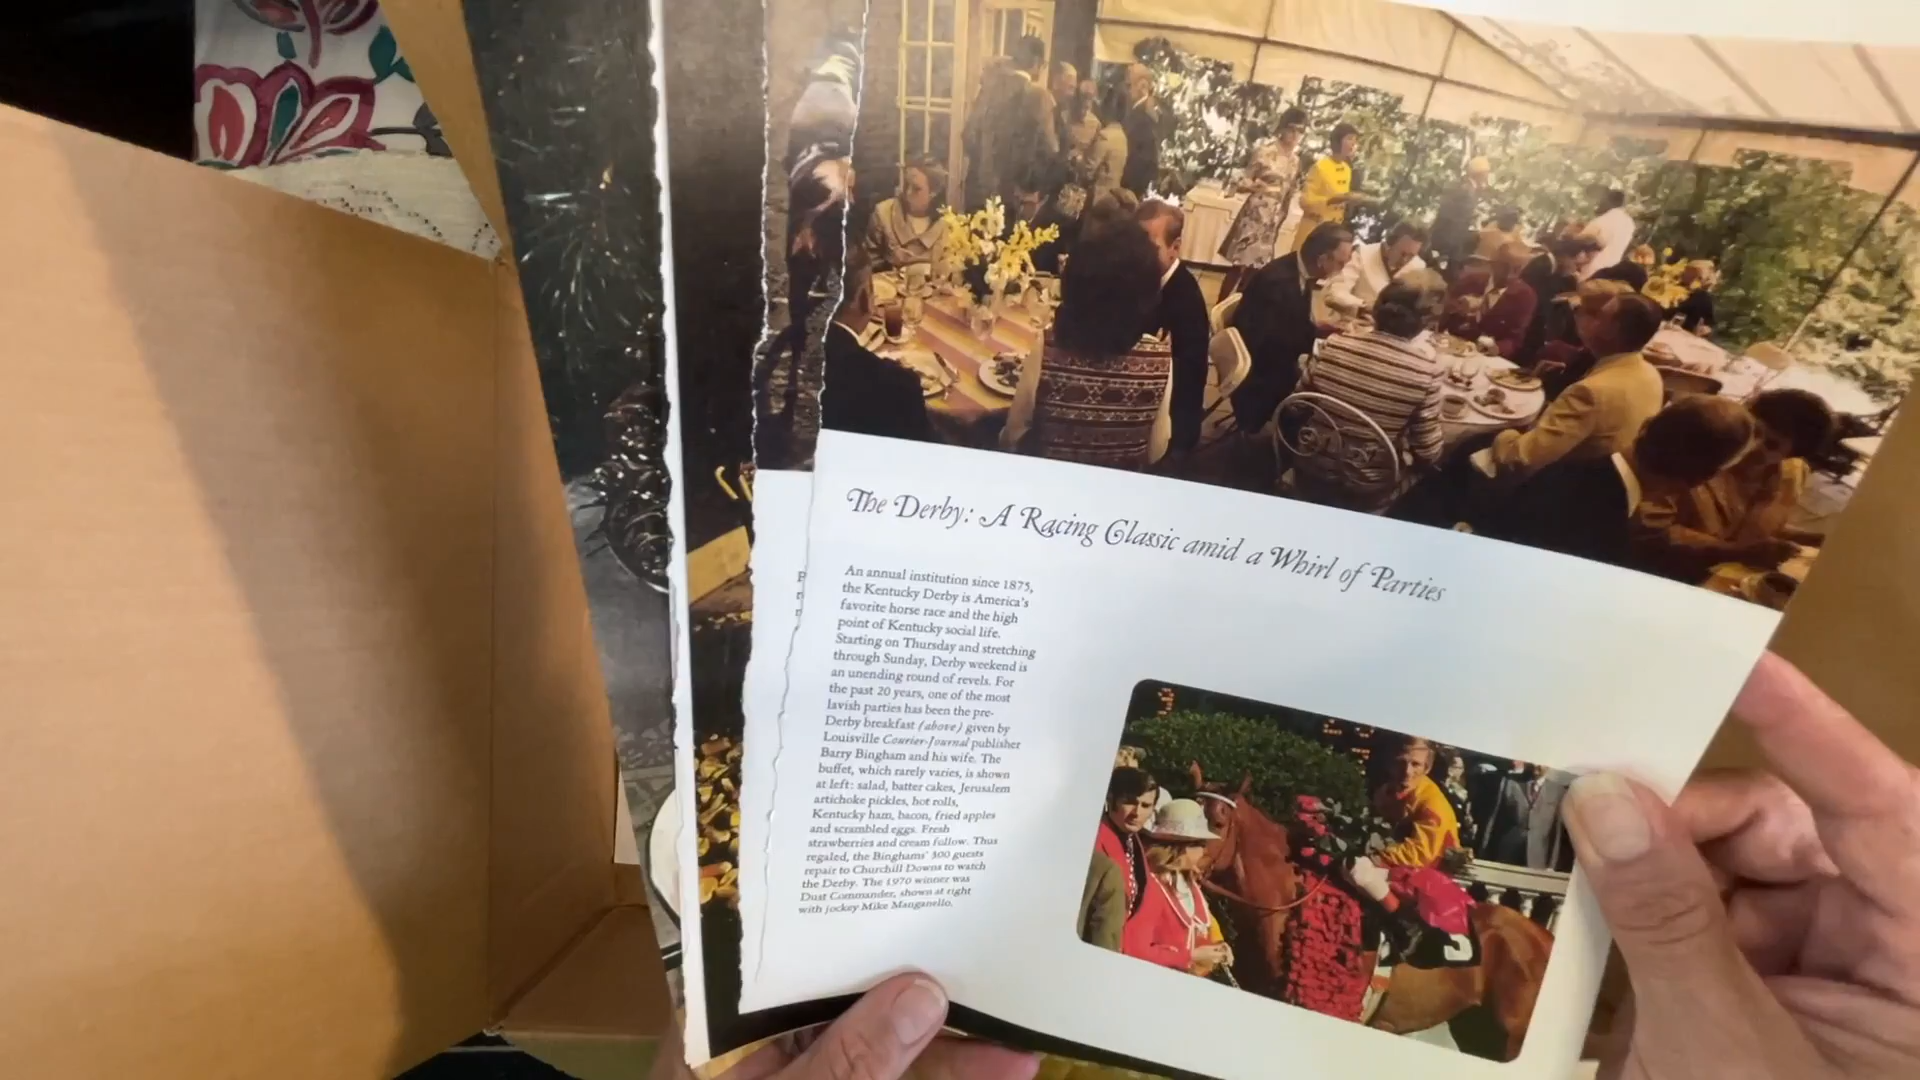 The Derby: A Racing Classic amid a Whirl of Parties
An annual institution since 1875,
the Kentucky Derby is America's
favorite horse race and the high
point of Kentucky social life.
Starting on Thursday and stretching
through Sunday, Derby weekend is
an unending round of revels. For
the past 20 years, one of the most
lavish parties has been the pre-
Derby breakfast (above) given by
Louisville Courier-Journal publisher
Barry Bingham and his wife. The
buffet, which rarely varies, is shown
at left: salad, batter cakes, Jerusalem
artichoke pickles, hot rolls,
Kentucky ham, bacon, fried apples
and scrambled eggs. Fresh
strawberries and cream follow. Thus
regaled, the Binghams' 300 guests
repair to Churchill Downs to watch
the Derby. The 1970 winner was
Dust Commander, shown at right
with jockey Mike Manganello.